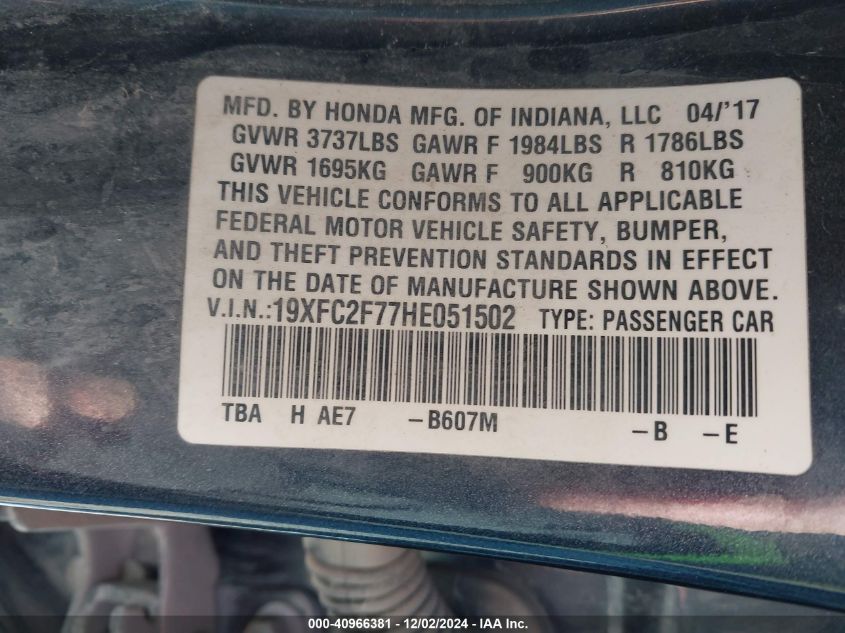 MFD. BY HONDA MFG. OF INDIANA, LLC 04/'17
GVWR 3737LBS GAWR F 1984LBS R 1786LBS
GVWR 1695KG GAWR F 900KG R 810KG
THIS VEHICLE CONFORMS TO ALL APPLICABLE
FEDERAL MOTOR VEHICLE SAFETY, BUMPER,
AND THEFT PREVENTION STANDARDS IN EFFECT
ON THE DATE OF MANUFACTURE SHOWN ABOVE.
V.I.N.:19XFC2F77HE051502 TYPE: PASSENGER CAR
TBA H AE7 –B607M –B –E
000-40966381 - 12/02/2024 - IAA Inc.